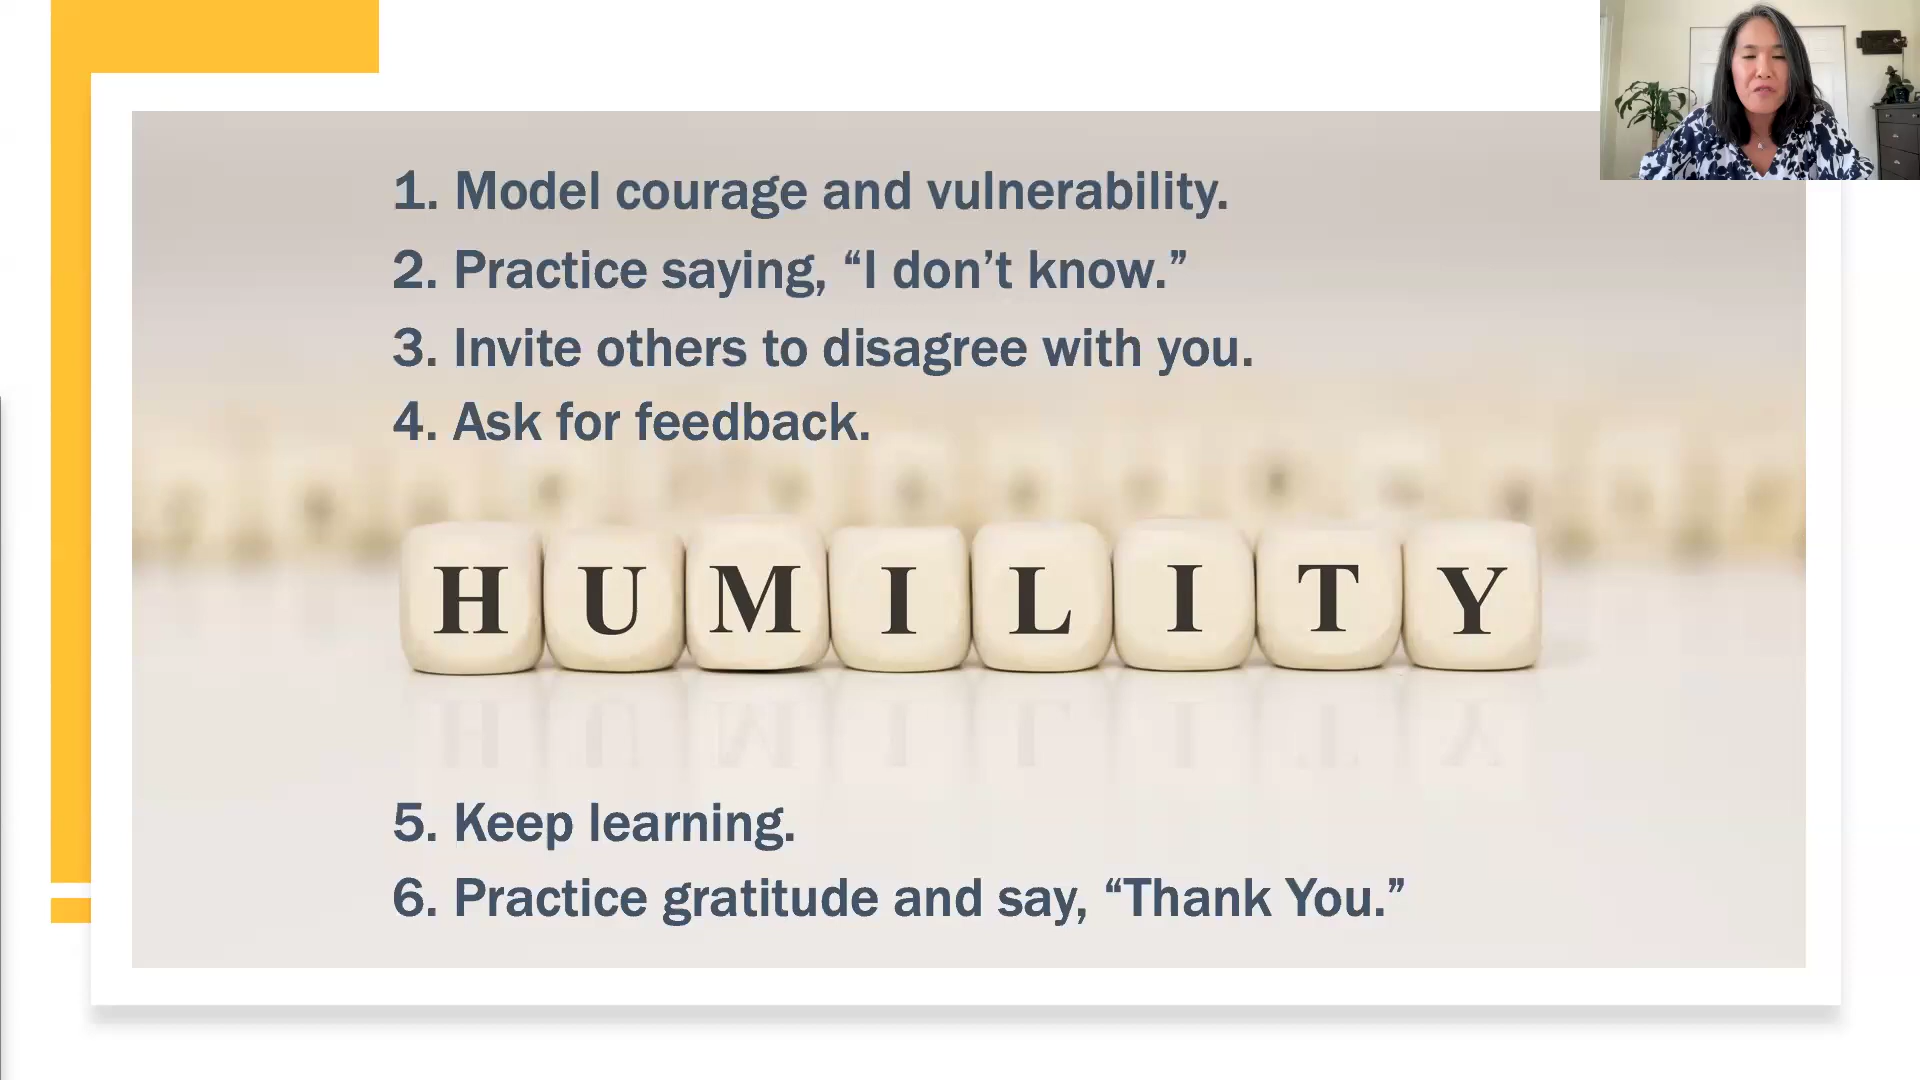 1. Model courage and vulnerability.
2. Practice saying, “I don’t know.”
3. Invite others to disagree with you.
4. Ask for feedback.
HUMILITY
5. Keep learning.
6. Practice gratitude and say, “Thank You.”